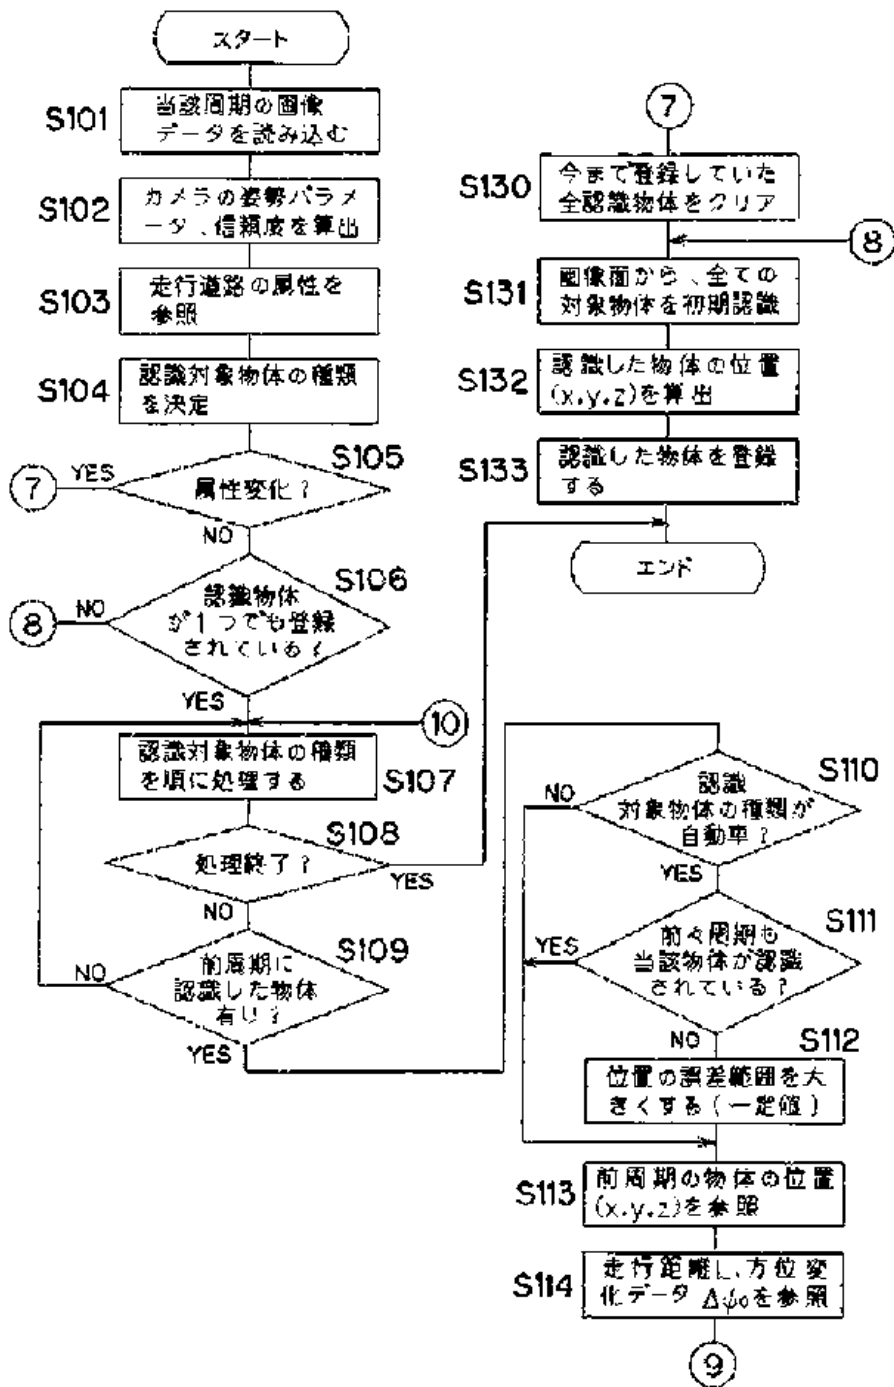 スタート
S101
当該周期の画像
データを読み込む
S102
カメラの姿勢パラメ
ータ、信頼度を算出
S103
走行道路の属性を
参照
S104
認識対象物体の種類
を決定
S105
属性変化?
YES
7
NO
S106
認識物体
が1つでも登録
されている?
NO
8
YES
10
認識対象物体の種類
を順に処理する
S107
S108
処理終了?
YES
NO
S109
前周期に
認識した物体
有り?
NO
YES
7
S130
今まで登録していた
全認識物体をクリア
8
S131
画像面から、全ての
対象物体を初期認識
S132
認識した物体の位置
(x.y.z)を算出
S133
認識した物体を登録
する
エンド
S110
認識
対象物体の種類が
自動車?
NO
YES
S111
前々周期も
当該物体が認識
されている?
YES
NO
S112
位置の誤差範囲を大
きくする(一定値)
S113
前周期の物体の位置
(x.y.z)を参照
S114
走行距離L、方位変
化データ Δψ₀を参照
9